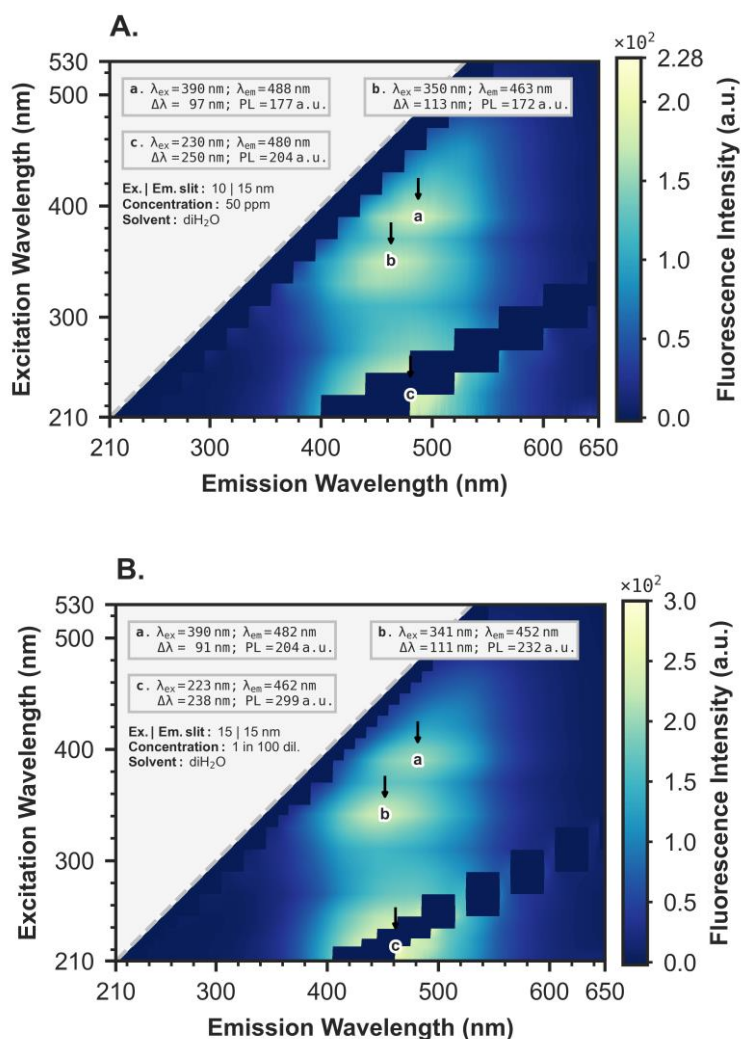 A.
×10²
530
500
400
300
210
Excitation Wavelength (nm)
a. λex=390 nm; λem=488 nm
Δλ= 97 nm; PL=177 a.u.
b. λex=350 nm; λem=463 nm
Δλ=113 nm; PL=172 a.u.
c. λex=230 nm; λem=480 nm
Δλ=250 nm; PL=204 a.u.
Ex.| Em. slit: 10 | 15 nm
Concentration: 50 ppm
Solvent: diH₂O
a
b
c
210 300 400 500 600 650
Emission Wavelength (nm)
2.28
2.0
1.5
1.0
0.5
0.0
Fluorescence Intensity (a.u.)
B.
×10²
530
500
400
300
210
Excitation Wavelength (nm)
a. λex=390 nm; λem=482 nm
Δλ= 91 nm; PL=204 a.u.
b. λex=341 nm; λem=452 nm
Δλ=111 nm; PL=232 a.u.
c. λex=223 nm; λem=462 nm
Δλ=238 nm; PL=299 a.u.
Ex.| Em. slit: 15 | 15 nm
Concentration: 1 in 100 dil.
Solvent: diH₂O
a
b
c
210 300 400 500 600 650
Emission Wavelength (nm)
3.0
2.5
2.0
1.5
1.0
0.5
0.0
Fluorescence Intensity (a.u.)